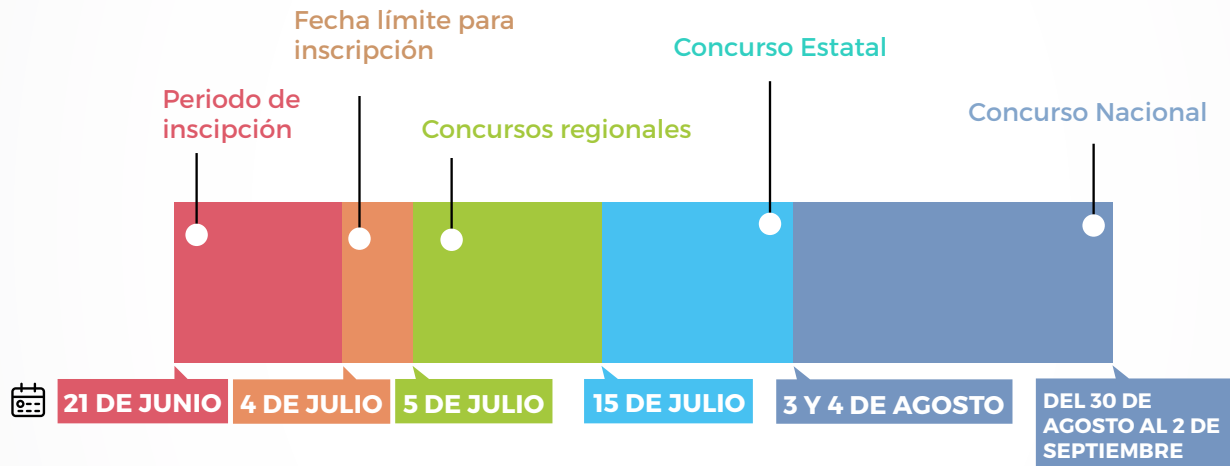 Fecha límite para
inscripción
Concurso Estatal
Periodo de
inscipción
Concursos regionales
Concurso Nacional
21 DE JUNIO
4 DE JULIO
5 DE JULIO
15 DE JULIO
3 Y 4 DE AGOSTO
DEL 30 DE
AGOSTO AL 2 DE
SEPTIEMBRE